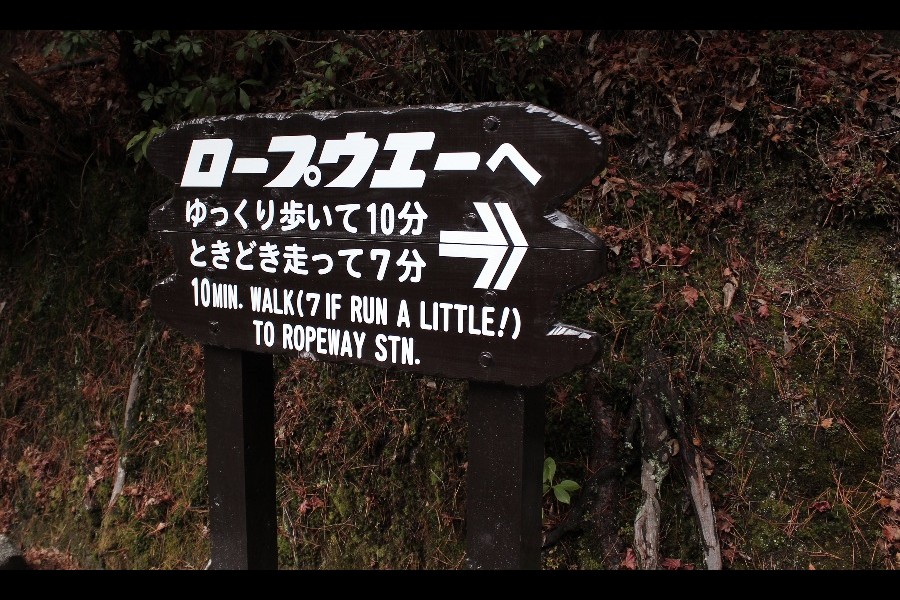 ロープウエーへ
ゆっくり歩いて10分
ときどき走って7分
10MIN. WALK(7 IF RUN A LITTLE!)
TO ROPEWAY STN.